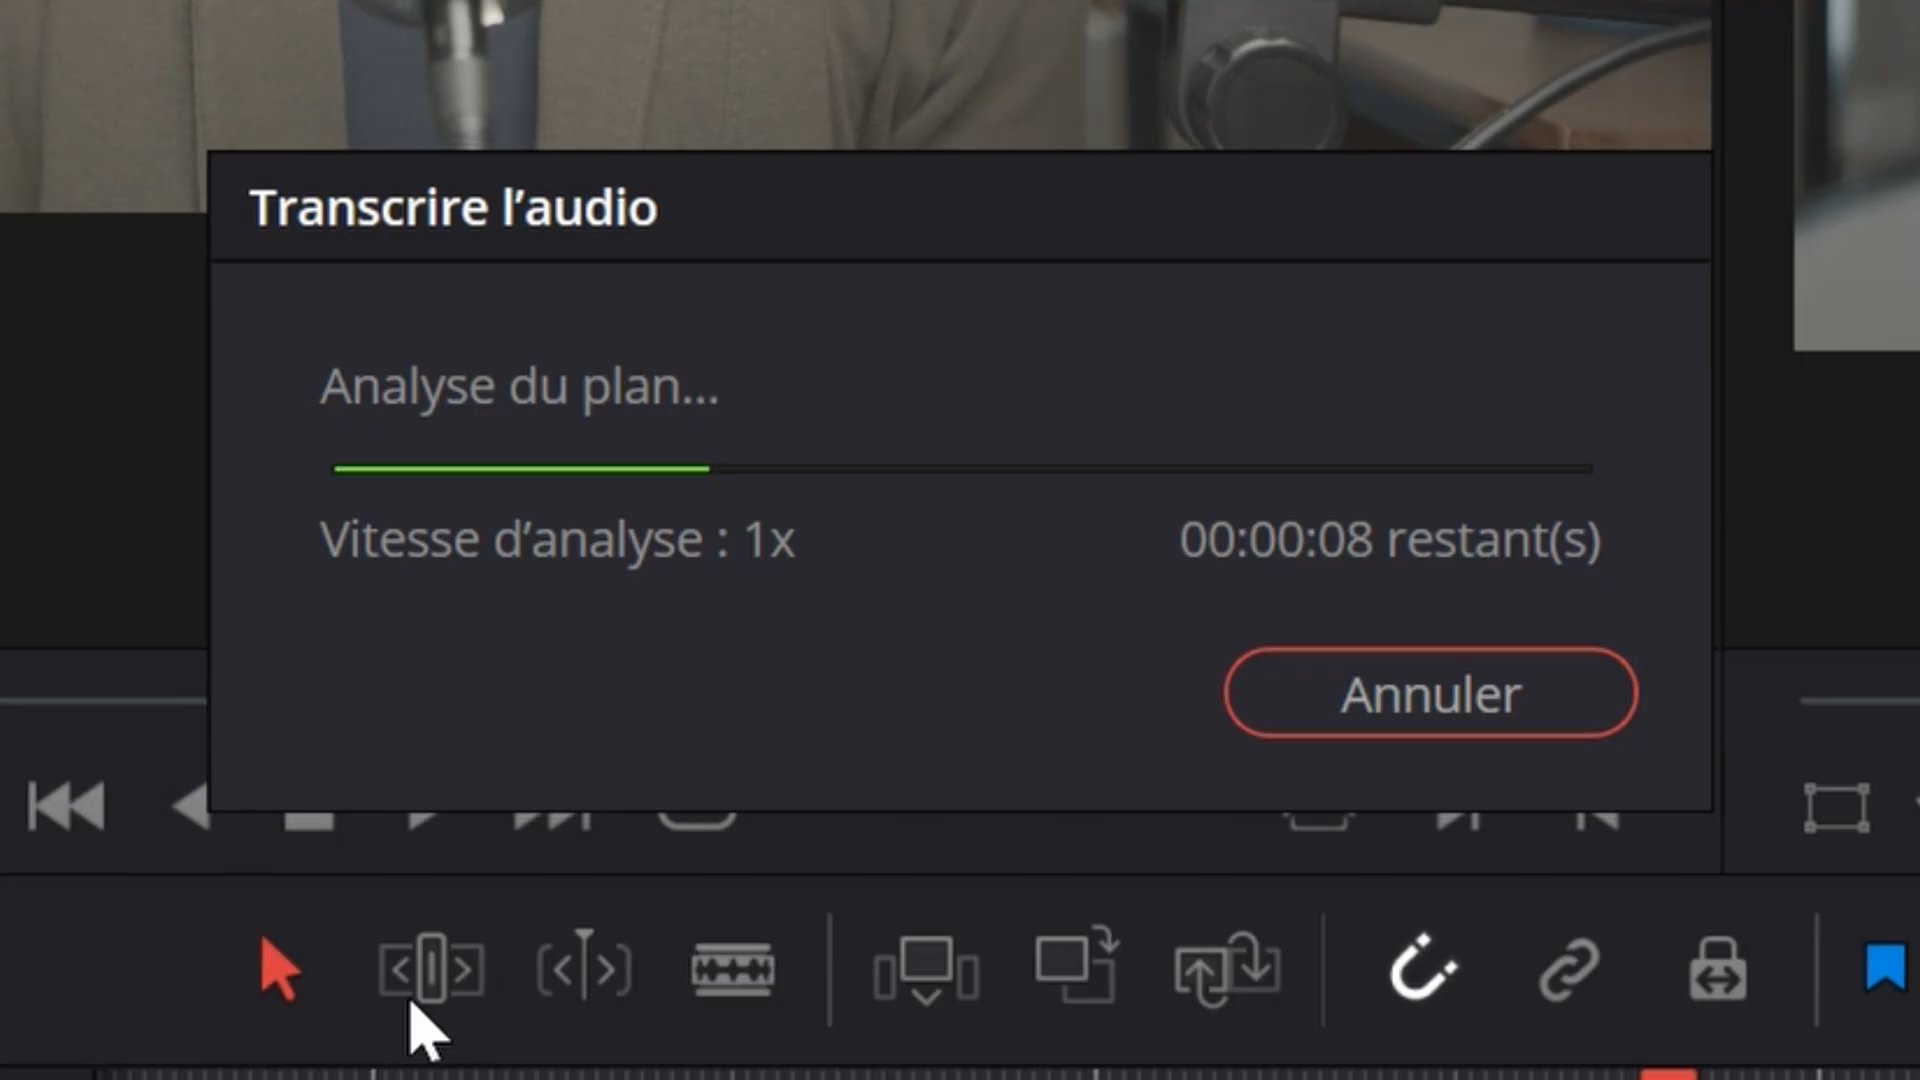 Transcrire l’audio
Analyse du plan...
Vitesse d’analyse : 1x
00:00:08 restant(s)
Annuler